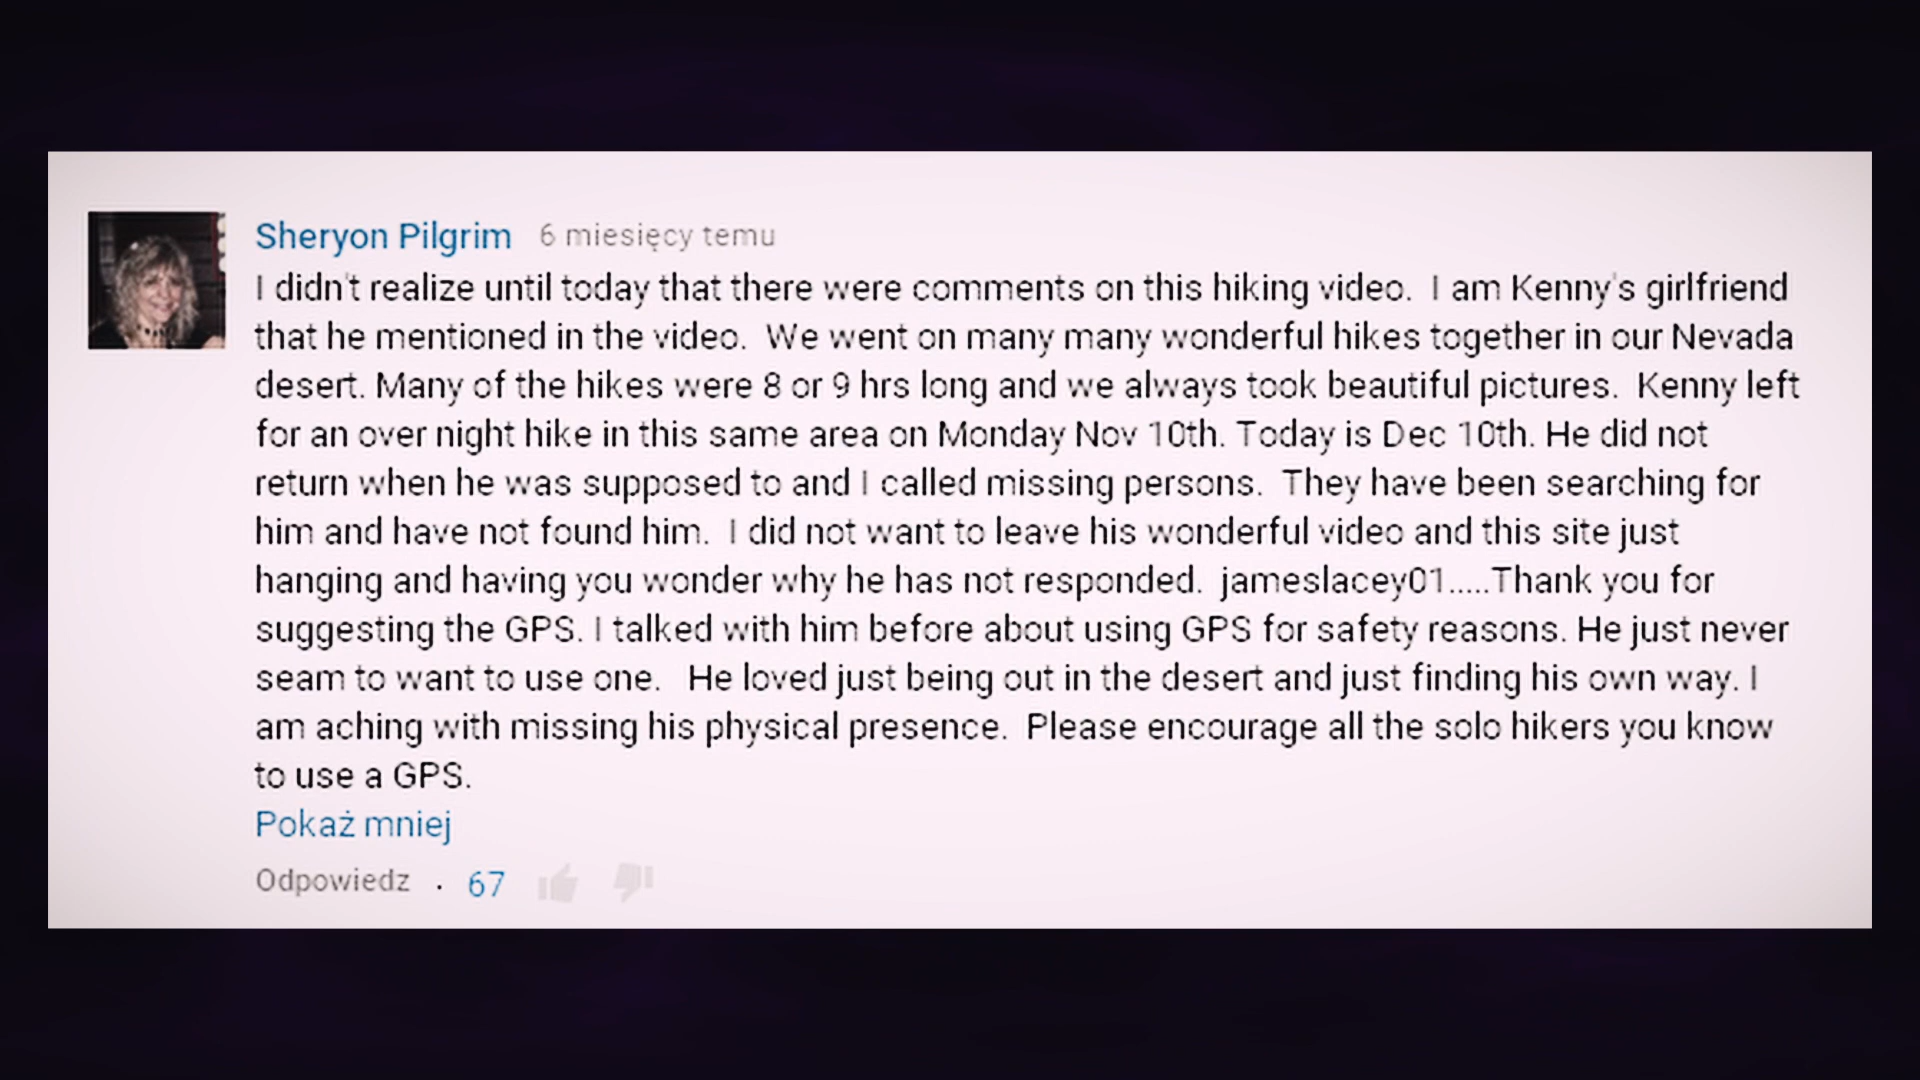 Sheryon Pilgrim 6 miesięcy temu
I didn't realize until today that there were comments on this hiking video.  I am Kenny's girlfriend
that he mentioned in the video.  We went on many many wonderful hikes together in our Nevada
desert. Many of the hikes were 8 or 9 hrs long and we always took beautiful pictures.  Kenny left
for an over night hike in this same area on Monday Nov 10th. Today is Dec 10th. He did not
return when he was supposed to and I called missing persons.  They have been searching for
him and have not found him.  I did not want to leave his wonderful video and this site just
hanging and having you wonder why he has not responded.  jameslacey01.....Thank you for
suggesting the GPS. I talked with him before about using GPS for safety reasons. He just never
seam to want to use one.   He loved just being out in the desert and just finding his own way. I
am aching with missing his physical presence.  Please encourage all the solo hikers you know
to use a GPS.
Pokaż mniej
Odpowiedz · 67